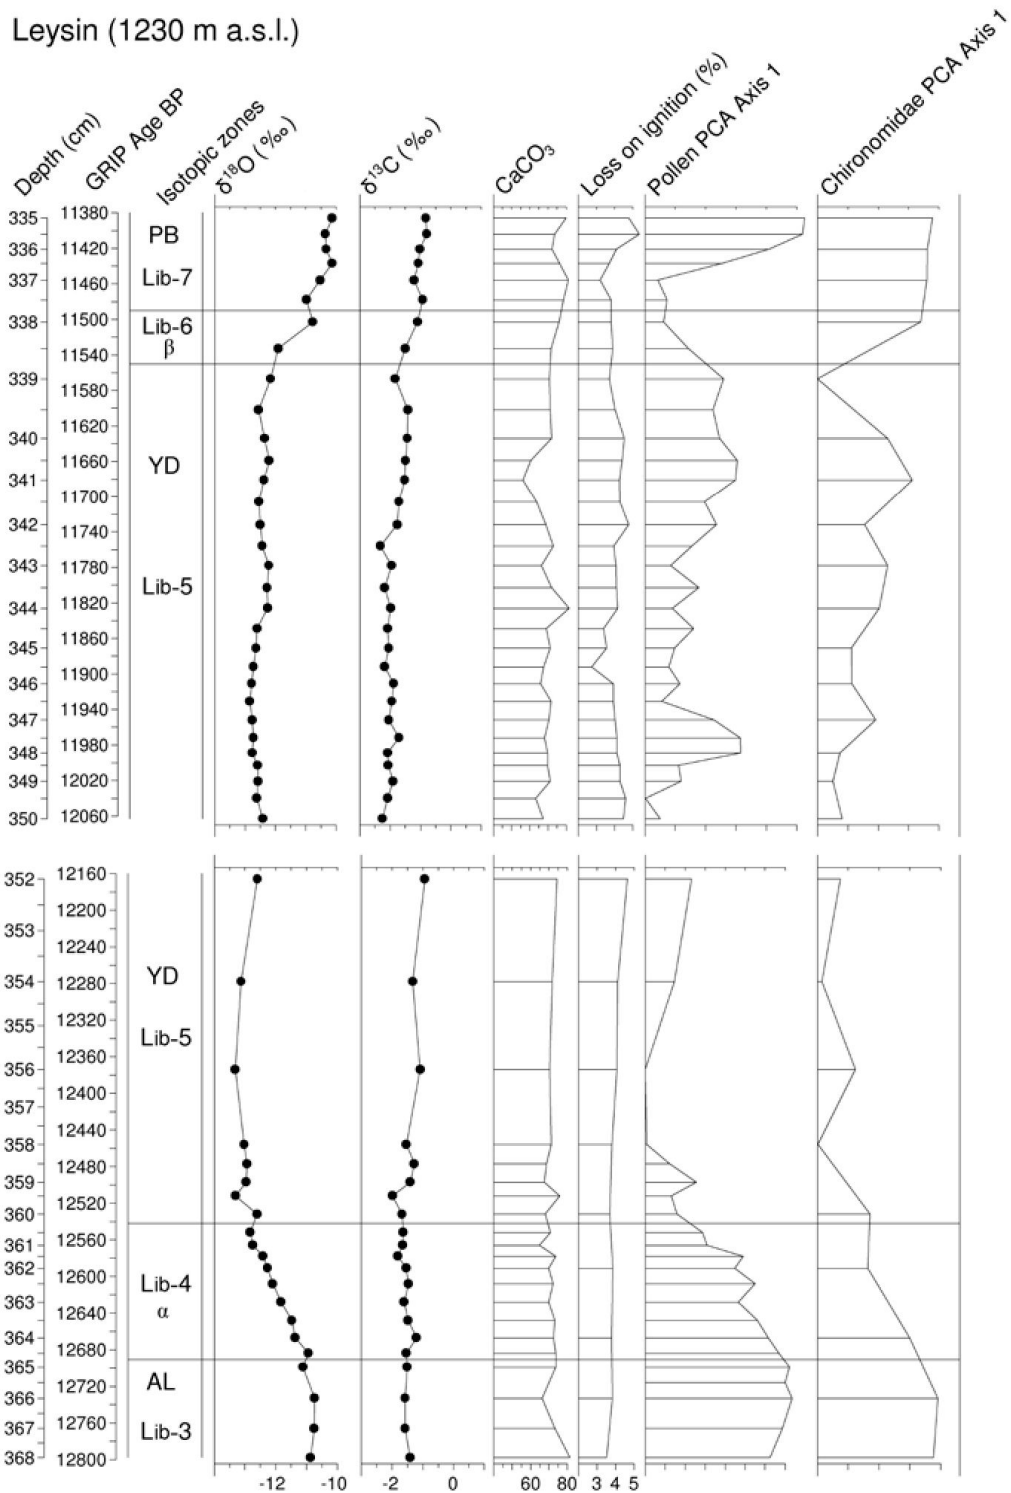 Leysin (1230 m a.s.l.)
Depth (cm)
GRIP Age BP
Isotopic zones
δ¹⁸O (‰)
δ¹³C (‰)
CaCO₃
Loss on ignition (%)
Pollen PCA Axis 1
Chironomidae PCA Axis 1
335
336
337
338
339
340
341
342
343
344
345
346
347
348
349
350
11380
11420
11460
11500
11540
11580
11620
11660
11700
11740
11780
11820
11860
11900
11940
11980
12020
12060
PB
Lib-7
Lib-6
β
YD
Lib-5
352
353
354
355
356
357
358
359
360
361
362
363
364
365
366
367
368
12160
12200
12240
12280
12320
12360
12400
12440
12480
12520
12560
12600
12640
12680
12720
12760
12800
YD
Lib-5
Lib-4
α
AL
Lib-3
-12 -10 -2 0 60 80 3 4 5